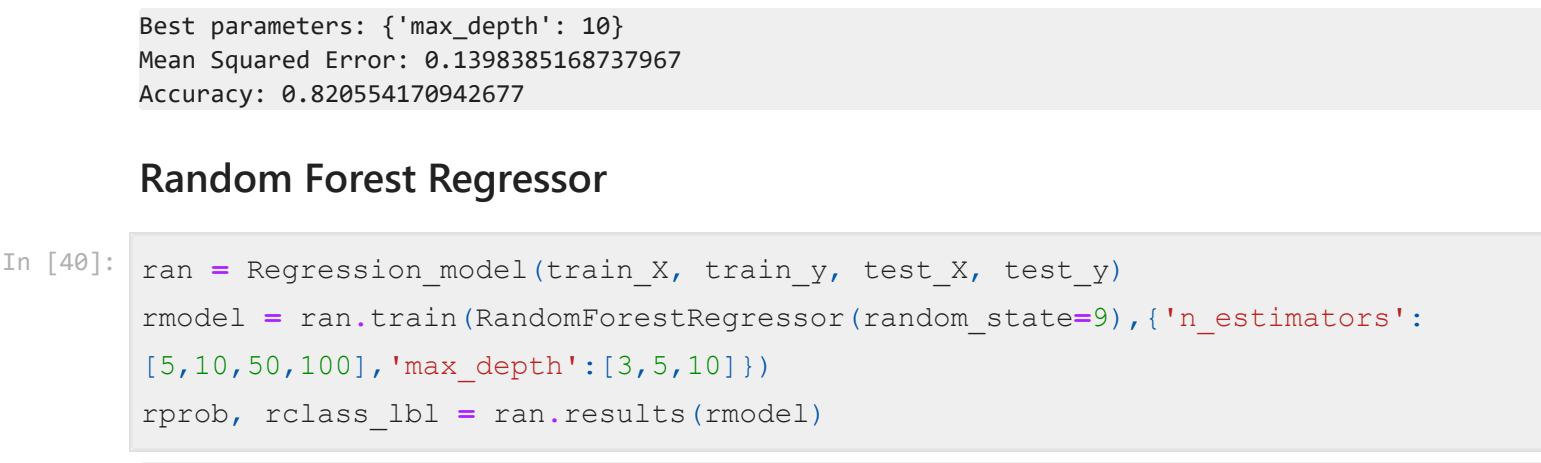 Best parameters: {'max_depth': 10}
Mean Squared Error: 0.1398385168737967
Accuracy: 0.820554170942677
Random Forest Regressor
In [40]:
ran = Regression_model(train_X, train_y, test_X, test_y)
rmodel = ran.train(RandomForestRegressor(random_state=9),{'n_estimators':
[5,10,50,100],'max_depth':[3,5,10]})
rprob, rclass_lbl = ran.results(rmodel)